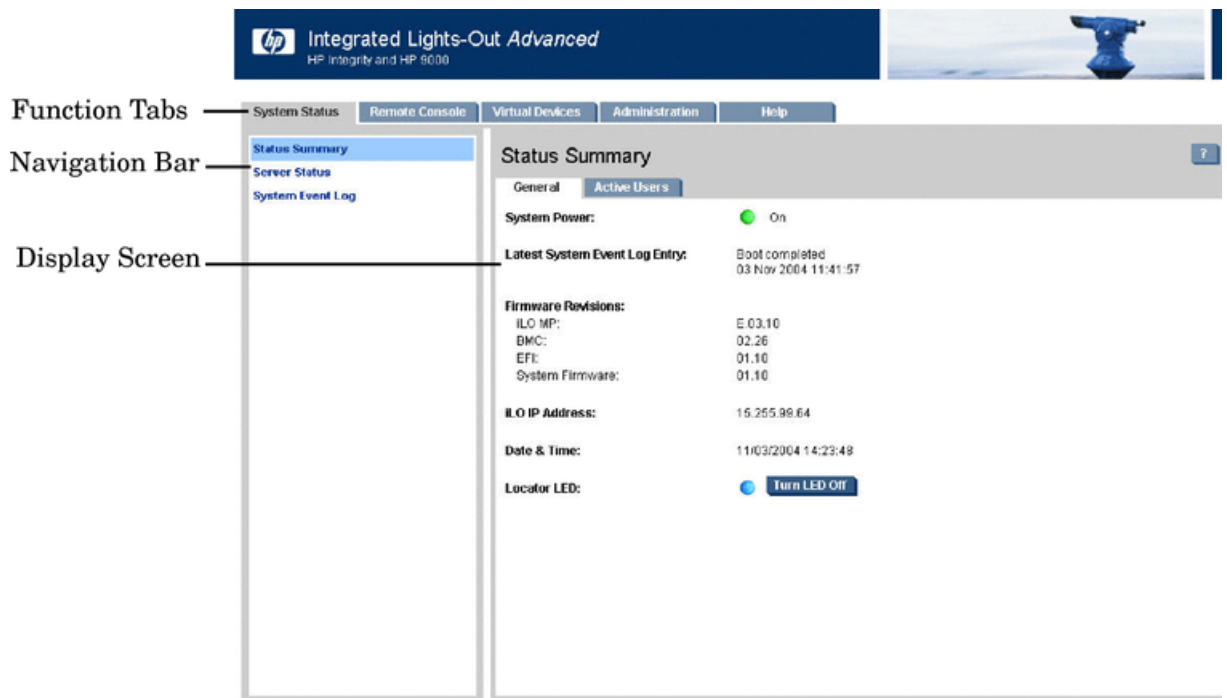 hp
Integrated Lights-Out Advanced
HP Integrity and HP 9000
Function Tabs
System Status Remote Console Virtual Devices Administration Help
Navigation Bar
Status Summary
Server Status
System Event Log
Status Summary ?
General Active Users
System Power: On
Display Screen
Latest System Event Log Entry: Boot completed
03 Nov 2004 11:41:57
Firmware Revisions:
iLO MP: E.03.10
BMC: 02.26
EFI: 01.10
System Firmware: 01.10
iLO IP Address: 15.255.99.64
Date & Time: 11/03/2004 14:23:48
Locator LED: Turn LED Off